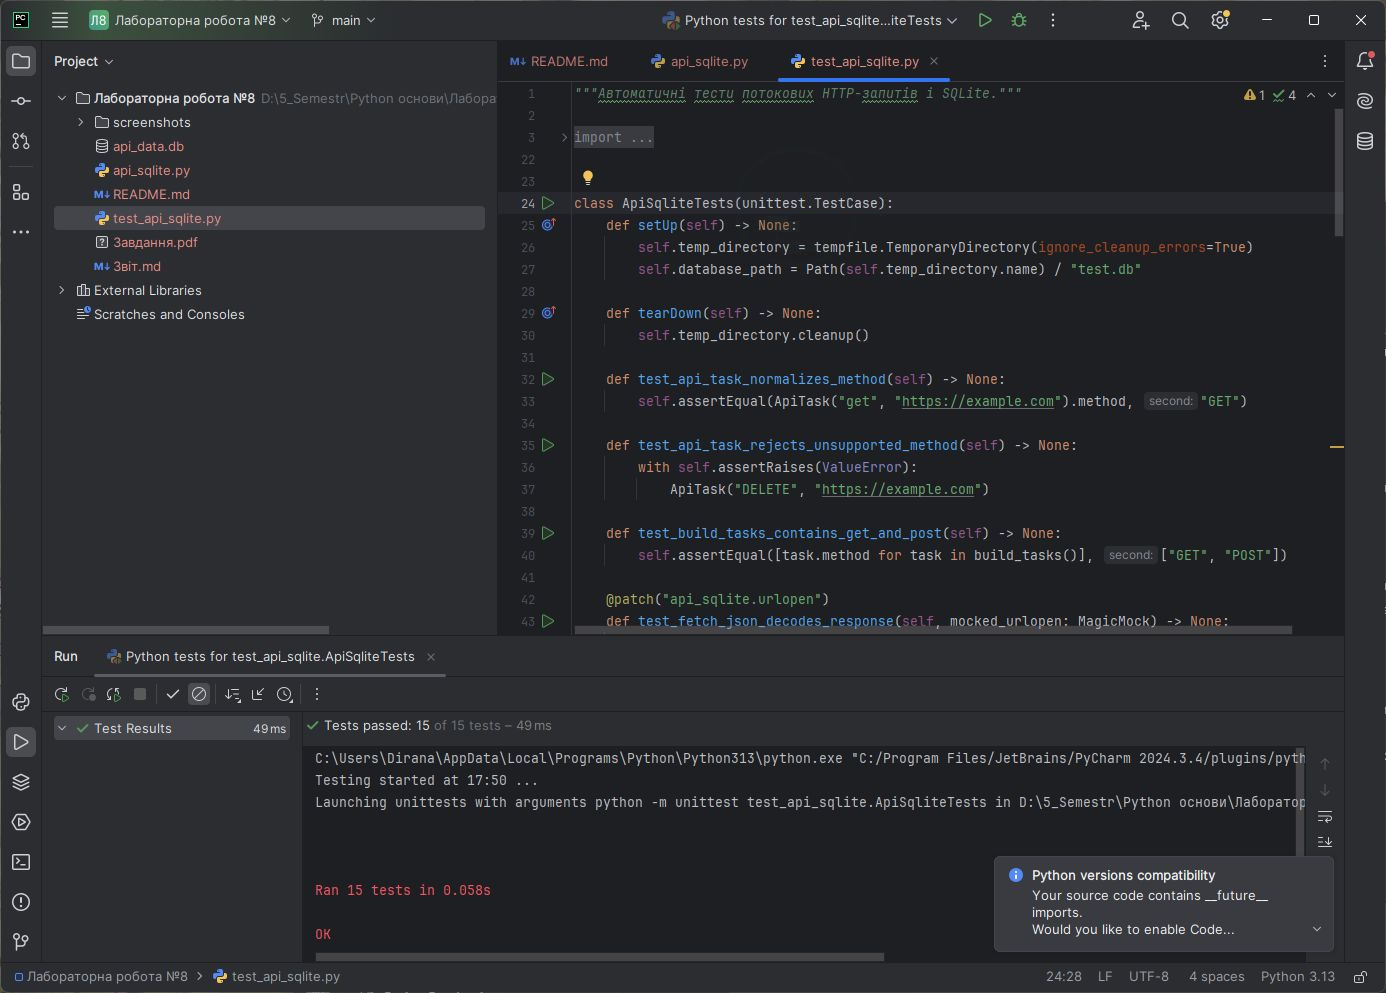 Л8 Лабораторна робота №8 main Python tests for test_api_sqlite...iteTests
Project README.md api_sqlite.py test_api_sqlite.py
Лабораторна робота №8 D:\5_Semestr\Python основи\Лабора
screenshots
api_data.db
api_sqlite.py
README.md
test_api_sqlite.py
Завдання.pdf
Звіт.md
External Libraries
Scratches and Consoles
1 """Автоматичні тести потокових HTTP-запитів і SQLite.""" 1 4
2
3 import ...
22
23
24 class ApiSqliteTests(unittest.TestCase):
25 def setUp(self) -> None:
26 self.temp_directory = tempfile.TemporaryDirectory(ignore_cleanup_errors=True)
27 self.database_path = Path(self.temp_directory.name) / "test.db"
28
29 def tearDown(self) -> None:
30 self.temp_directory.cleanup()
31
32 def test_api_task_normalizes_method(self) -> None:
33 self.assertEqual(ApiTask("get", "https://example.com").method, second: "GET")
34
35 def test_api_task_rejects_unsupported_method(self) -> None:
36 with self.assertRaises(ValueError):
37 ApiTask("DELETE", "https://example.com")
38
39 def test_build_tasks_contains_get_and_post(self) -> None:
40 self.assertEqual([task.method for task in build_tasks()], second: ["GET", "POST"])
41
42 @patch("api_sqlite.urlopen")
43 def test_fetch_json_decodes_response(self, mocked_urlopen: MagicMock) -> None:
Run Python tests for test_api_sqlite.ApiSqliteTests
Test Results 49 ms
Tests passed: 15 of 15 tests – 49 ms
C:\Users\Dirana\AppData\Local\Programs\Python\Python313\python.exe "C:/Program Files/JetBrains/PyCharm 2024.3.4/plugins/pyth
Testing started at 17:50 ...
Launching unittests with arguments python -m unittest test_api_sqlite.ApiSqliteTests in D:\5_Semestr\Python основи\Лаборатор
Ran 15 tests in 0.058s
OK
Python versions compatibility
Your source code contains __future__
imports.
Would you like to enable Code...
Лабораторна робота №8 > test_api_sqlite.py 24:28 LF UTF-8 4 spaces Python 3.13